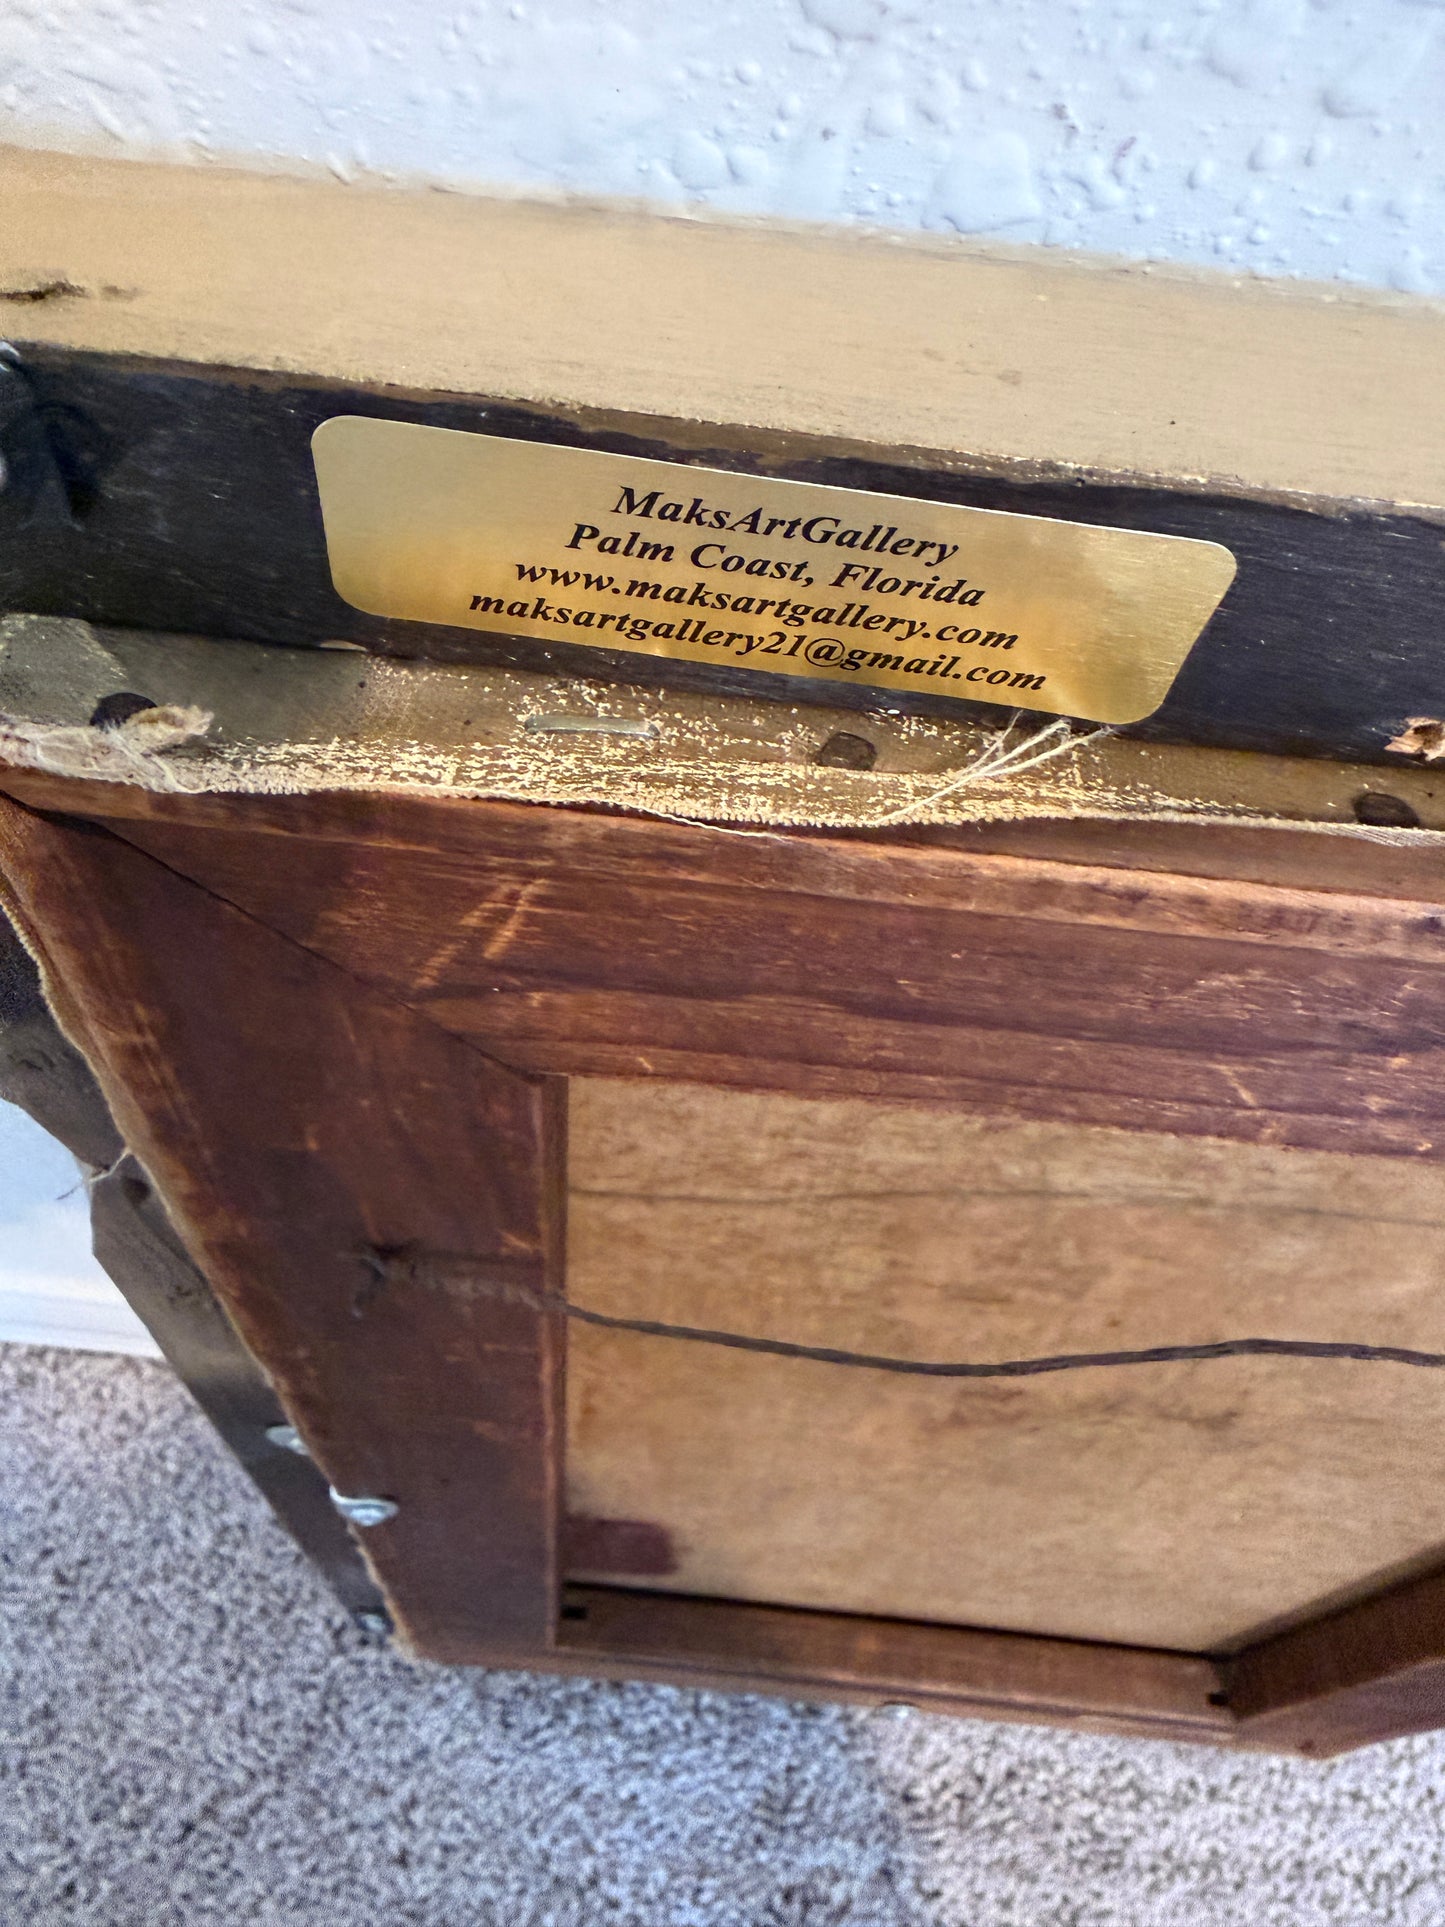 MaksArtGallery
Palm Coast, Florida
www.maksartgallery.com
maksartgallery21@gmail.com